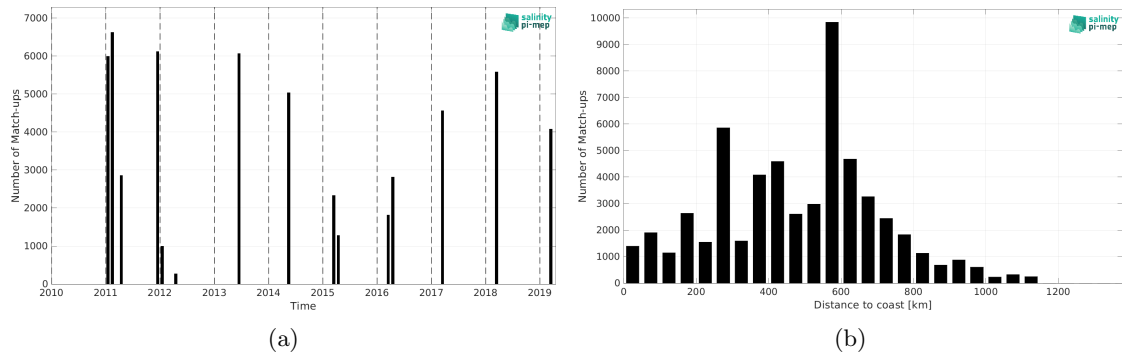 salinity
pi-mep
7000
6000
5000
4000
3000
2000
1000
0
Number of Match-ups
2010 2011 2012 2013 2014 2015 2016 2017 2018 2019
Time
(a)
salinity
pi-mep
10000
9000
8000
7000
6000
5000
4000
3000
2000
1000
0
Number of Match-ups
0 200 400 600 800 1000 1200
Distance to coast [km]
(b)